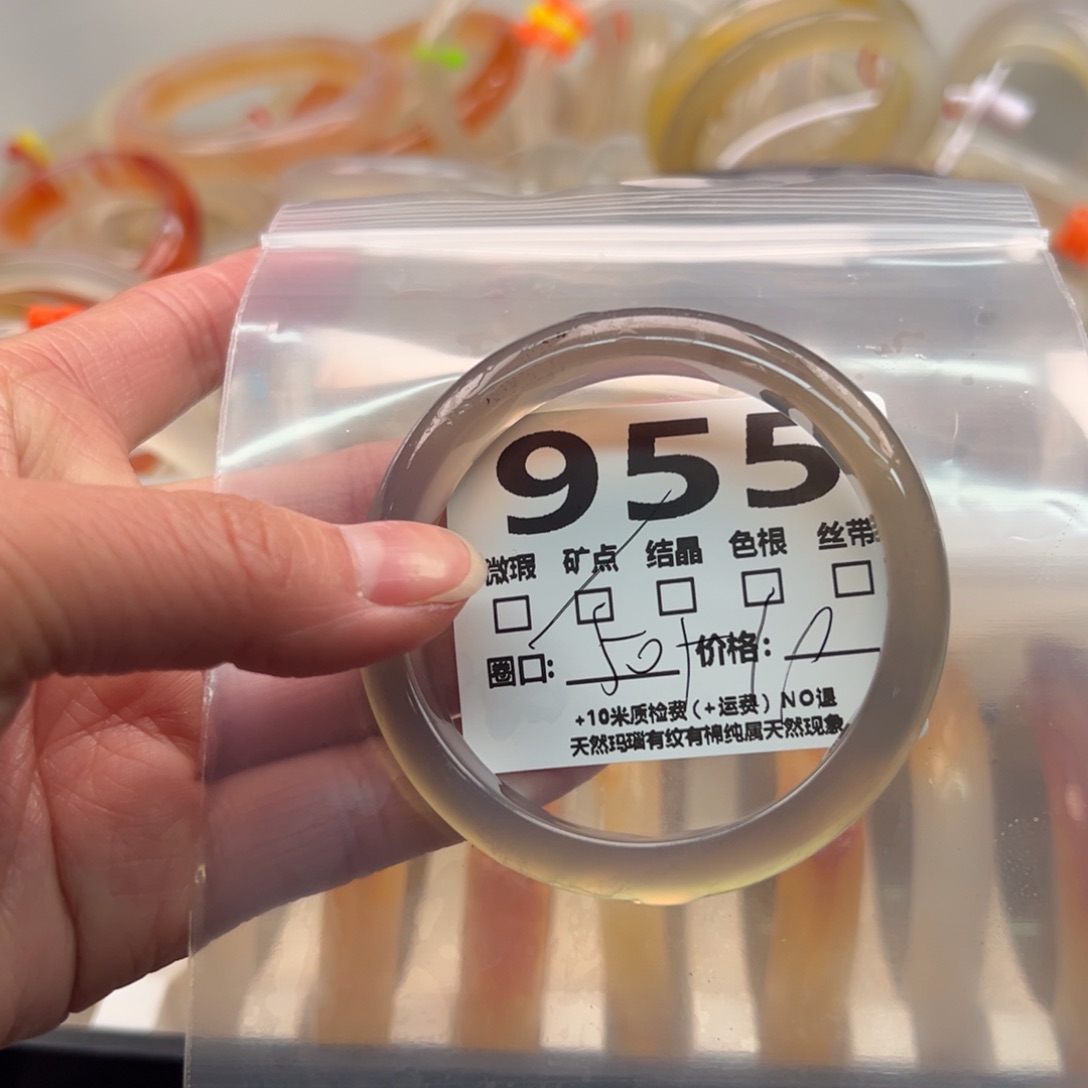 955
微瑕 矿点 结晶 色根 丝带
圈口: 50+ 价格:
+10米质检费(+运费)NO退
天然玛瑙有纹有棉纯属天然现象